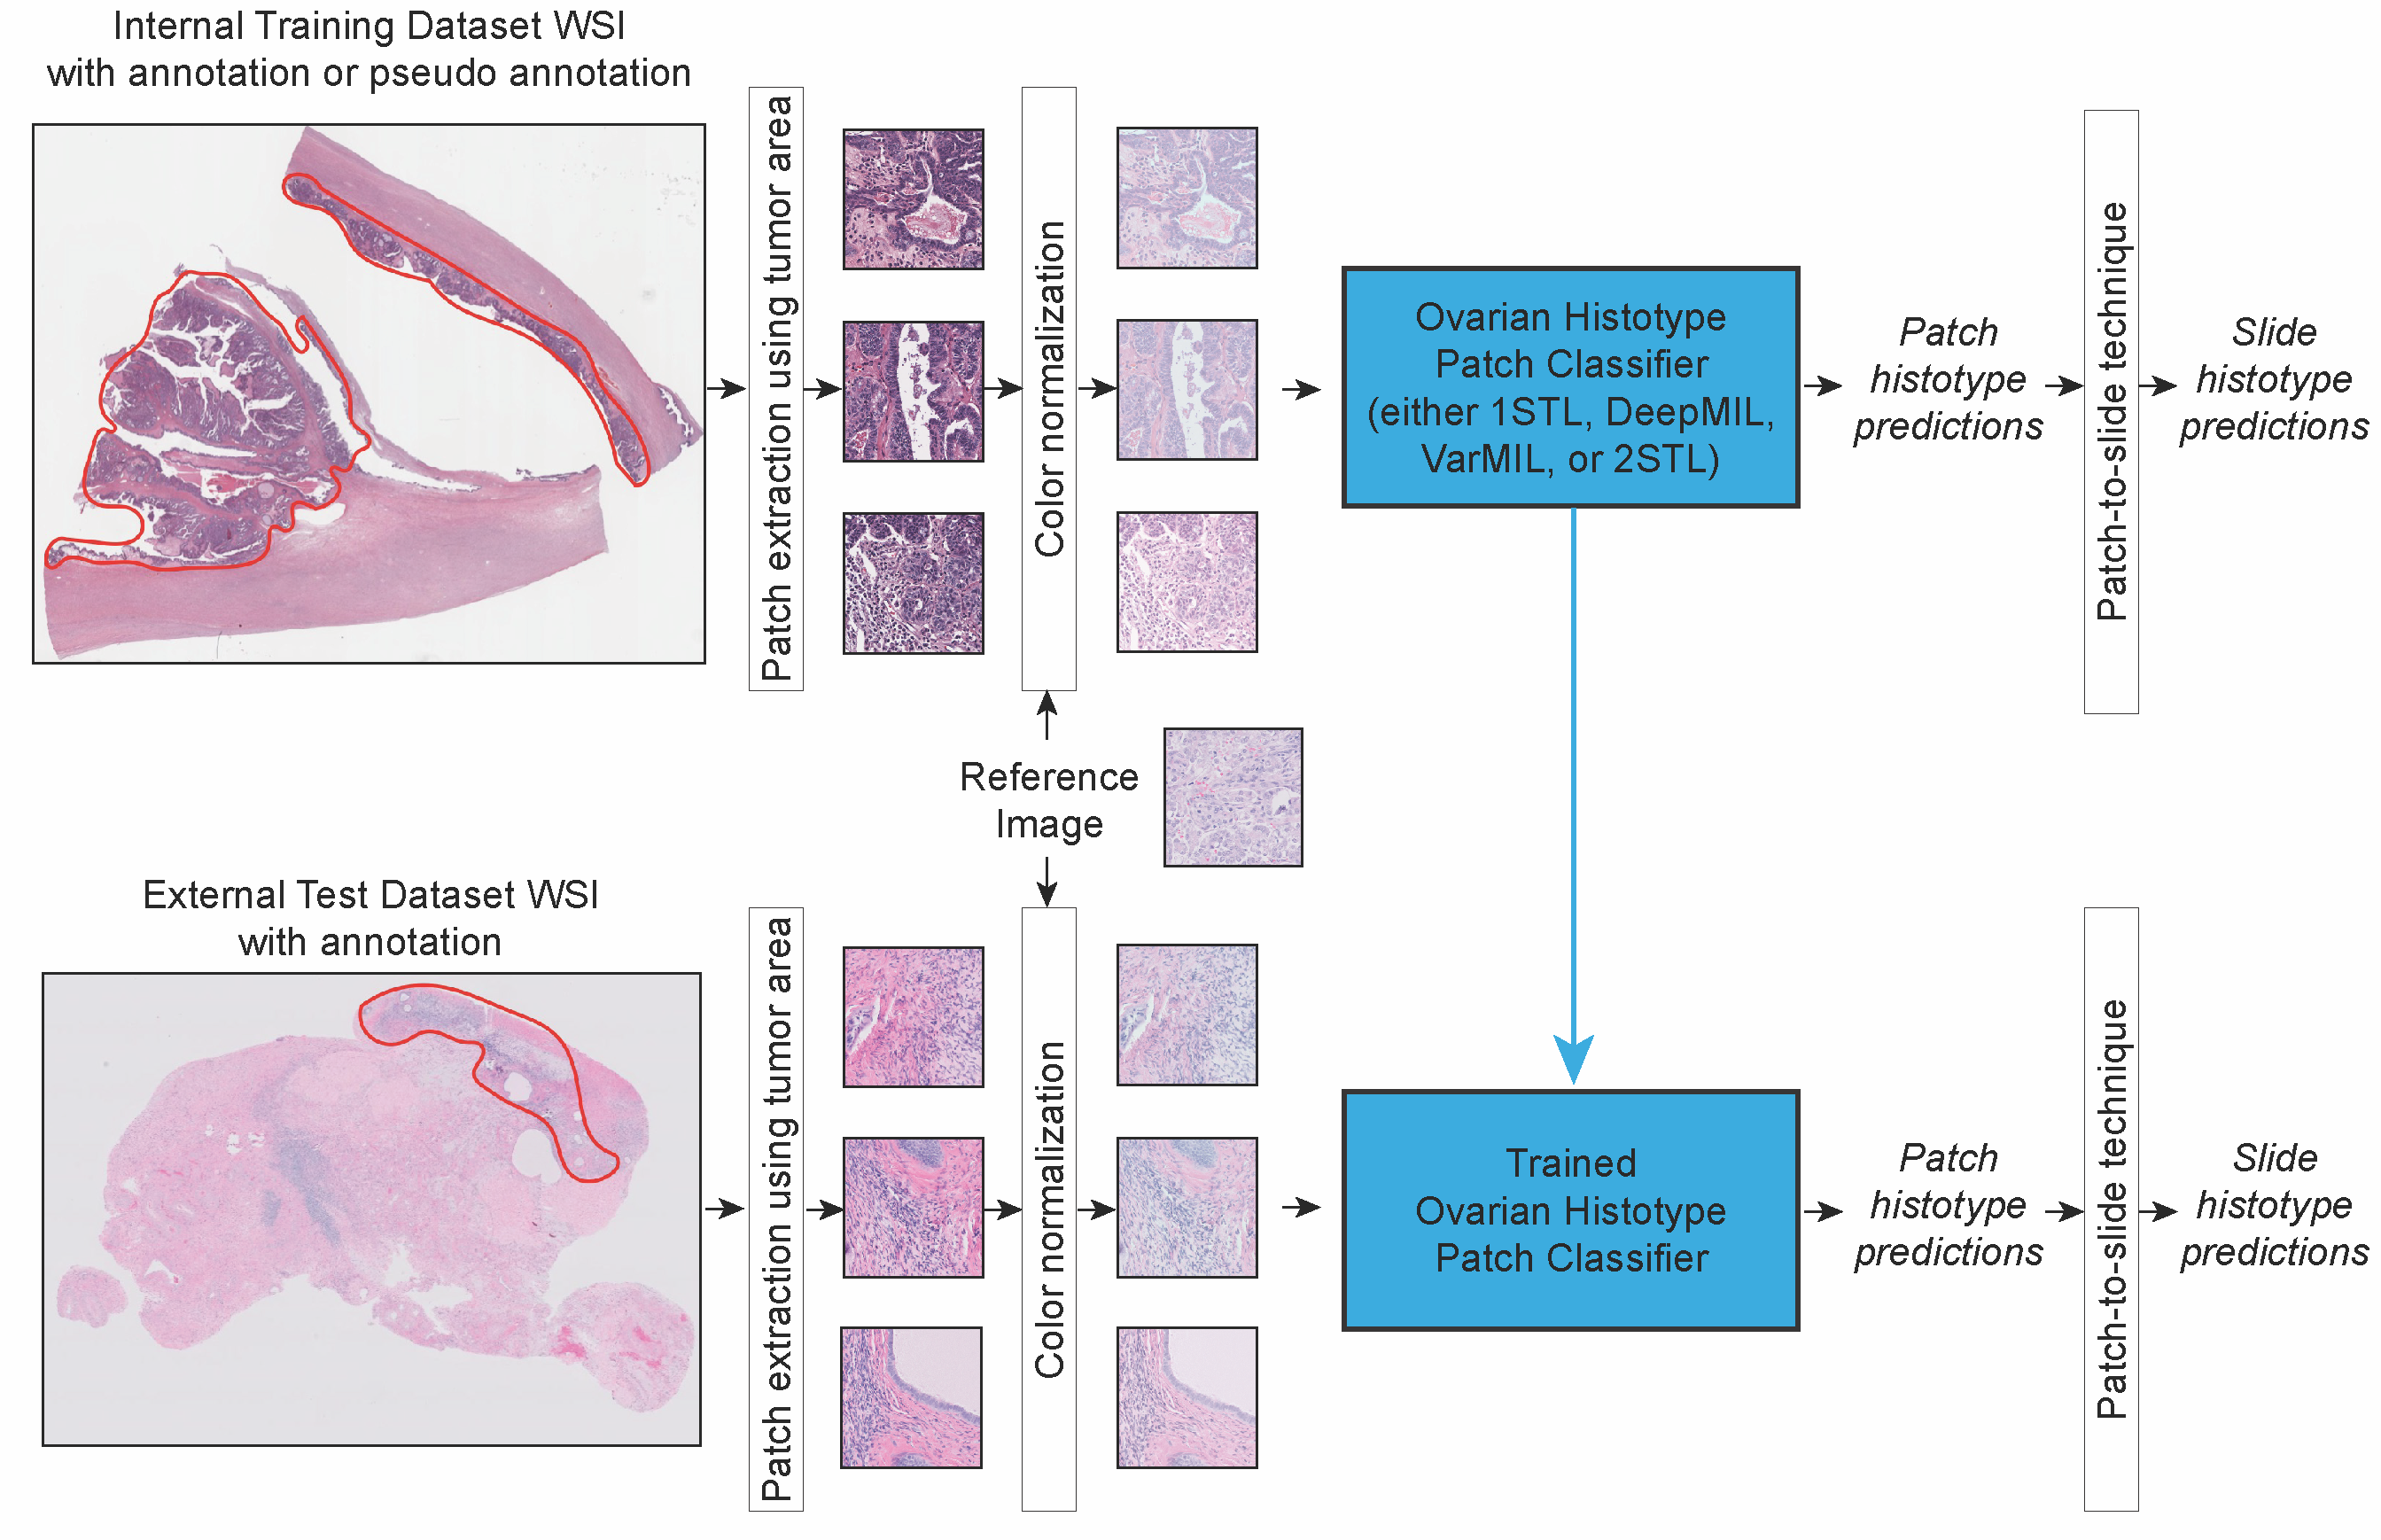 Internal Training Dataset WSI
with annotation or pseudo annotation
Patch extraction using tumor area
Color normalization
Ovarian Histotype
Patch Classifier
(either 1STL, DeepMIL,
VarMIL, or 2STL)
Patch
histotype
predictions
Patch-to-slide technique
Slide
histotype
predictions
Reference
Image
External Test Dataset WSI
with annotation
Patch extraction using tumor area
Color normalization
Trained
Ovarian Histotype
Patch Classifier
Patch
histotype
predictions
Patch-to-slide technique
Slide
histotype
predictions